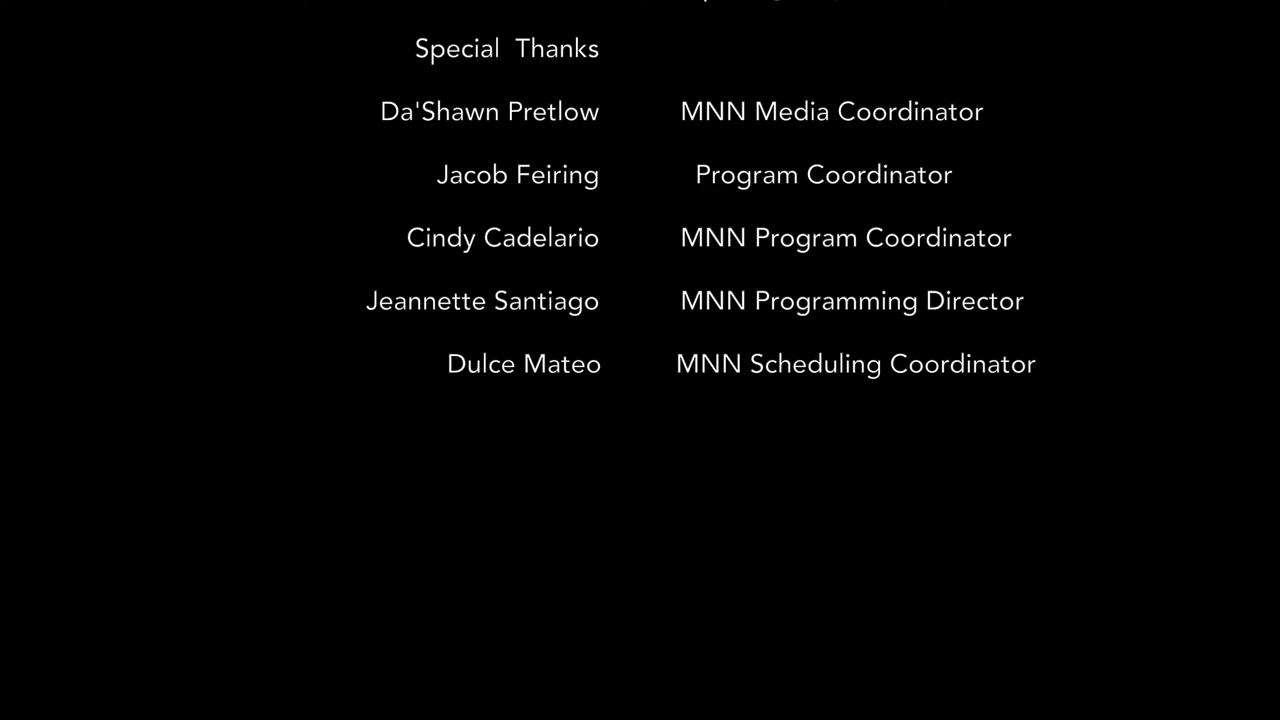 Special  Thanks
Da'Shawn Pretlow MNN Media Coordinator
Jacob Feiring Program Coordinator
Cindy Cadelario MNN Program Coordinator
Jeannette Santiago MNN Programming Director
Dulce Mateo MNN Scheduling Coordinator